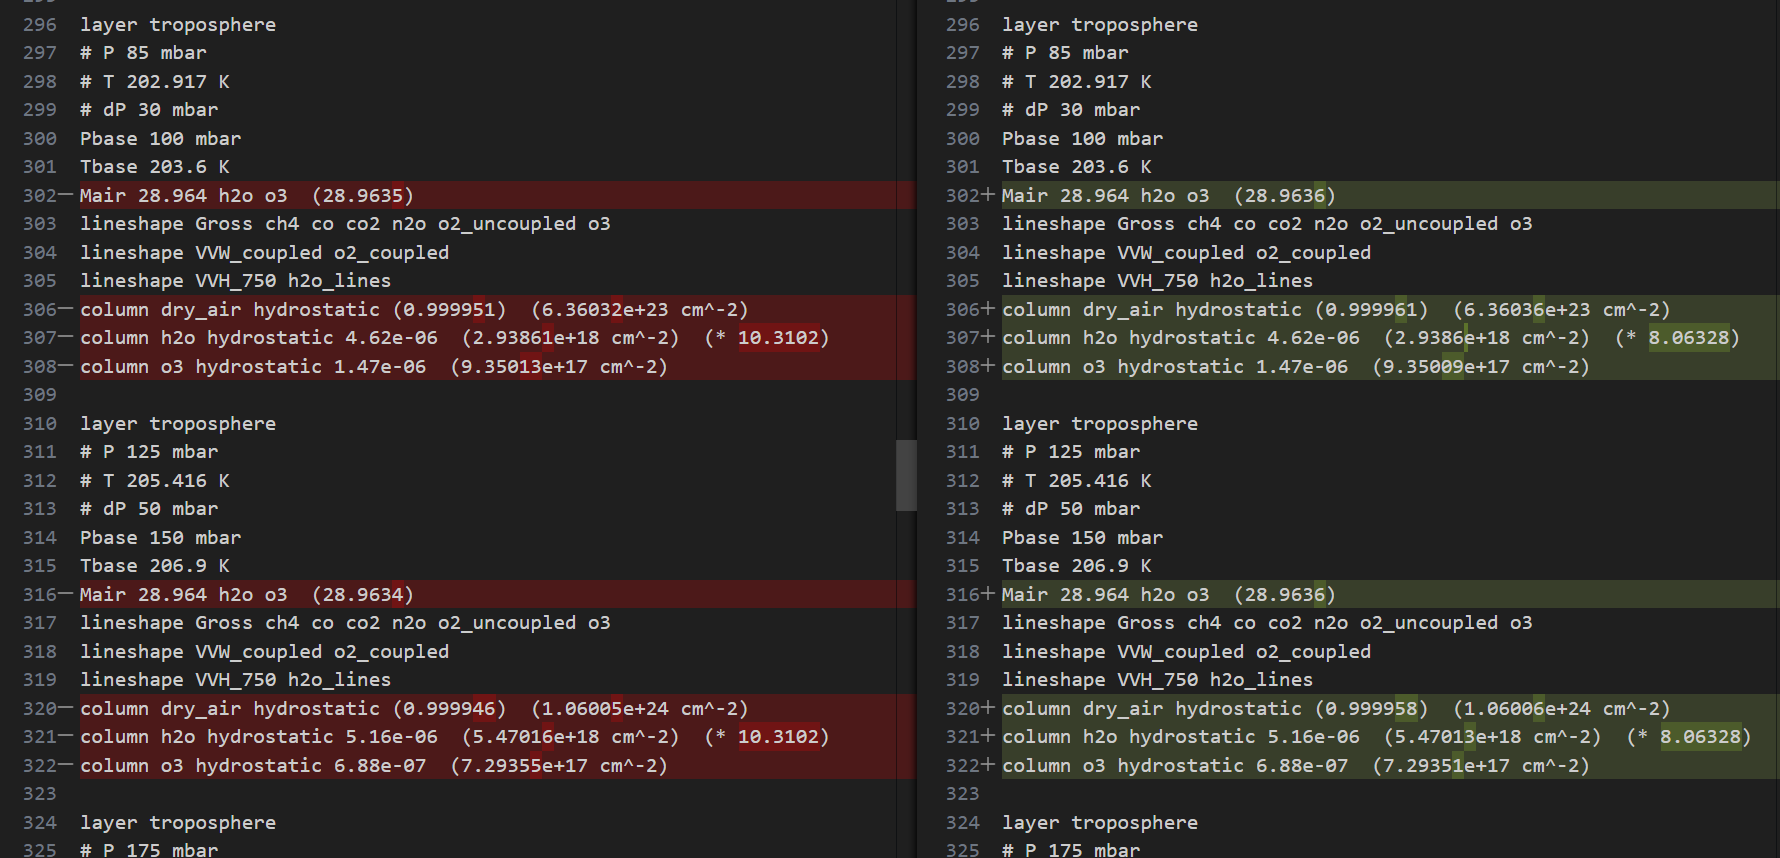 296 layer troposphere
297 # P 85 mbar
298 # T 202.917 K
299 # dP 30 mbar
300 Pbase 100 mbar
301 Tbase 203.6 K
302− Mair 28.964 h2o o3  (28.9635)
303 lineshape Gross ch4 co co2 n2o o2_uncoupled o3
304 lineshape VVW_coupled o2_coupled
305 lineshape VVH_750 h2o_lines
306− column dry_air hydrostatic (0.999951)  (6.36032e+23 cm^-2)
307− column h2o hydrostatic 4.62e-06  (2.93861e+18 cm^-2)  (* 10.3102)
308− column o3 hydrostatic 1.47e-06  (9.35013e+17 cm^-2)
309
310 layer troposphere
311 # P 125 mbar
312 # T 205.416 K
313 # dP 50 mbar
314 Pbase 150 mbar
315 Tbase 206.9 K
316− Mair 28.964 h2o o3  (28.9634)
317 lineshape Gross ch4 co co2 n2o o2_uncoupled o3
318 lineshape VVW_coupled o2_coupled
319 lineshape VVH_750 h2o_lines
320− column dry_air hydrostatic (0.999946)  (1.06005e+24 cm^-2)
321− column h2o hydrostatic 5.16e-06  (5.47016e+18 cm^-2)  (* 10.3102)
322− column o3 hydrostatic 6.88e-07  (7.29355e+17 cm^-2)
323
324 layer troposphere
325 # P 175 mbar
296 layer troposphere
297 # P 85 mbar
298 # T 202.917 K
299 # dP 30 mbar
300 Pbase 100 mbar
301 Tbase 203.6 K
302+ Mair 28.964 h2o o3  (28.9636)
303 lineshape Gross ch4 co co2 n2o o2_uncoupled o3
304 lineshape VVW_coupled o2_coupled
305 lineshape VVH_750 h2o_lines
306+ column dry_air hydrostatic (0.999961)  (6.36036e+23 cm^-2)
307+ column h2o hydrostatic 4.62e-06  (2.9386e+18 cm^-2)  (* 8.06328)
308+ column o3 hydrostatic 1.47e-06  (9.35009e+17 cm^-2)
309
310 layer troposphere
311 # P 125 mbar
312 # T 205.416 K
313 # dP 50 mbar
314 Pbase 150 mbar
315 Tbase 206.9 K
316+ Mair 28.964 h2o o3  (28.9636)
317 lineshape Gross ch4 co co2 n2o o2_uncoupled o3
318 lineshape VVW_coupled o2_coupled
319 lineshape VVH_750 h2o_lines
320+ column dry_air hydrostatic (0.999958)  (1.06006e+24 cm^-2)
321+ column h2o hydrostatic 5.16e-06  (5.47013e+18 cm^-2)  (* 8.06328)
322+ column o3 hydrostatic 6.88e-07  (7.29351e+17 cm^-2)
323
324 layer troposphere
325 # P 175 mbar